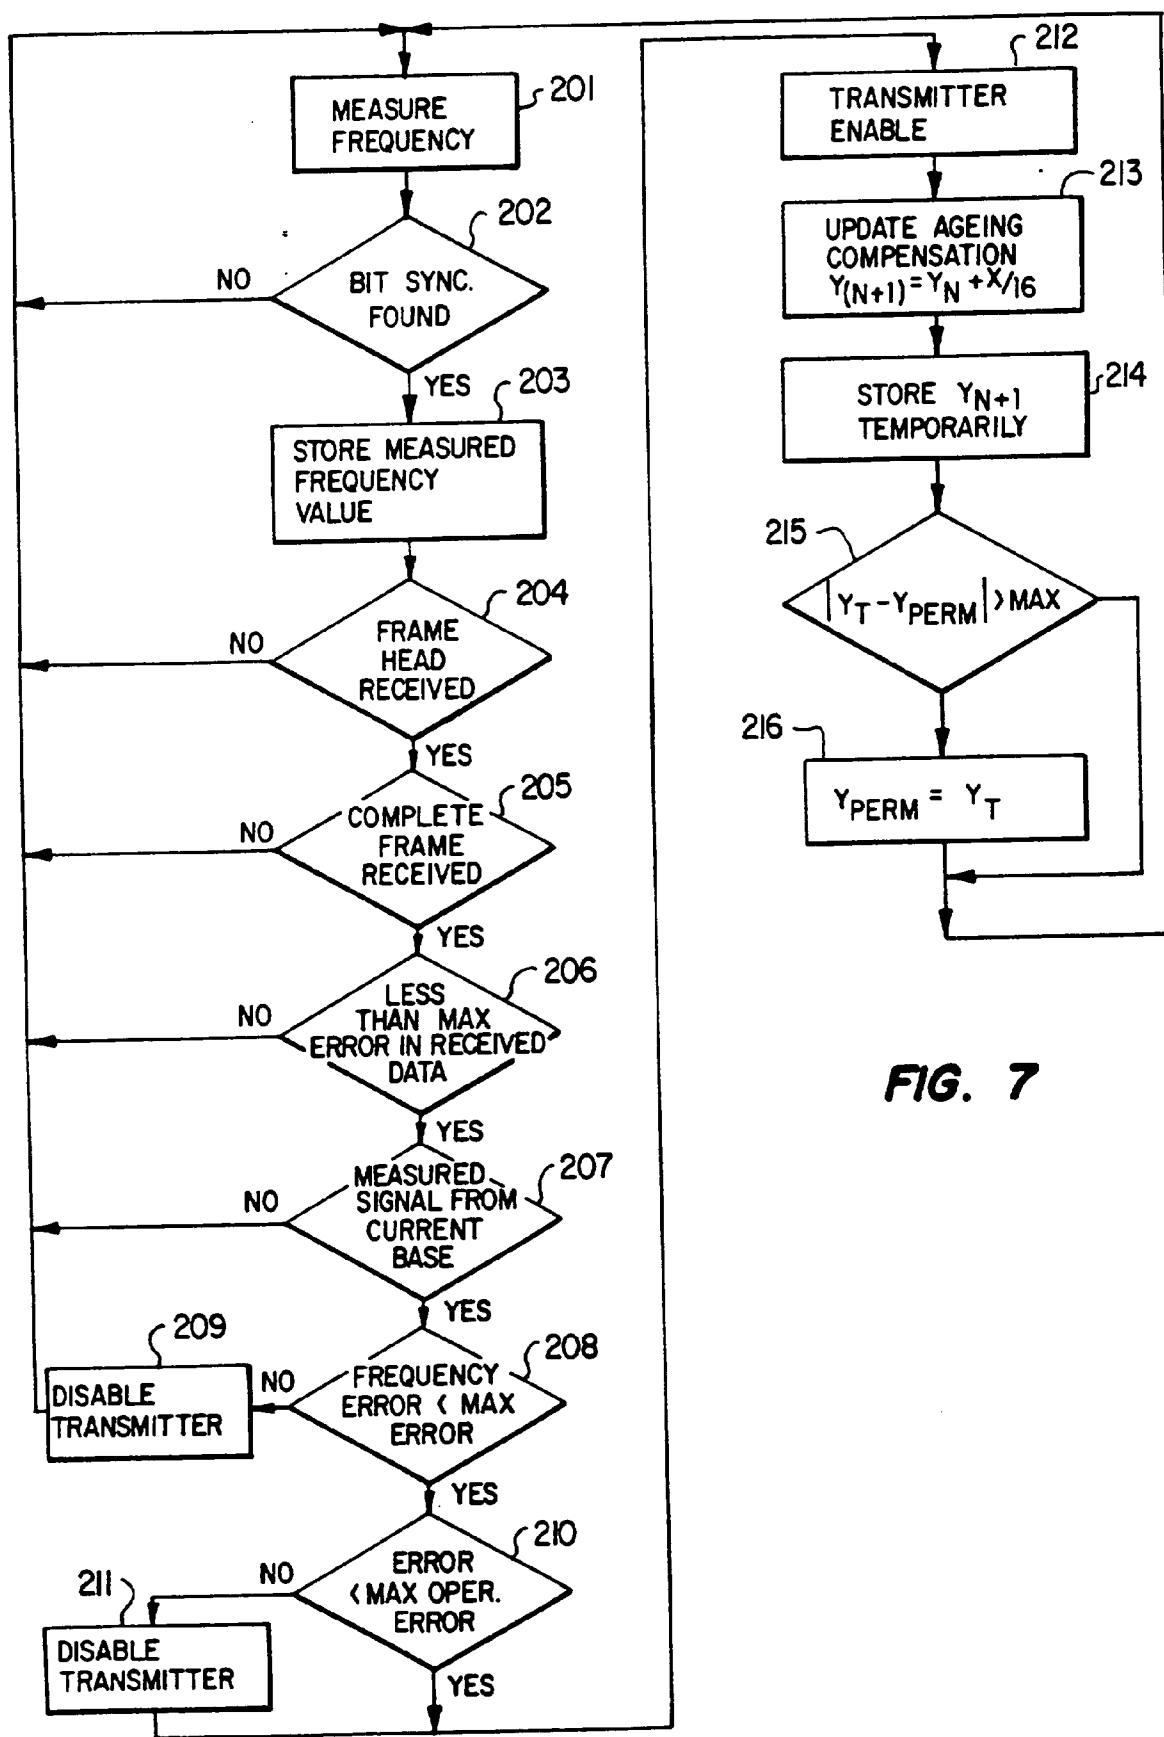 201
MEASURE
FREQUENCY
202
NO
BIT SYNC.
FOUND
YES
203
STORE MEASURED
FREQUENCY
VALUE
204
NO
FRAME
HEAD
RECEIVED
YES
205
NO
COMPLETE
FRAME
RECEIVED
YES
206
NO
LESS
THAN MAX
ERROR IN RECEIVED
DATA
YES
207
NO
MEASURED
SIGNAL FROM
CURRENT
BASE
YES
209
DISABLE
TRANSMITTER
208
NO
FREQUENCY
ERROR < MAX
ERROR
YES
210
NO
ERROR
<MAX OPER.
ERROR
YES
211
DISABLE
TRANSMITTER
212
TRANSMITTER
ENABLE
213
UPDATE AGEING
COMPENSATION
Y(N+1) = YN + X/16
214
STORE YN+1
TEMPORARILY
215
|YT - YPERM| > MAX
216
YPERM = YT
FIG. 7